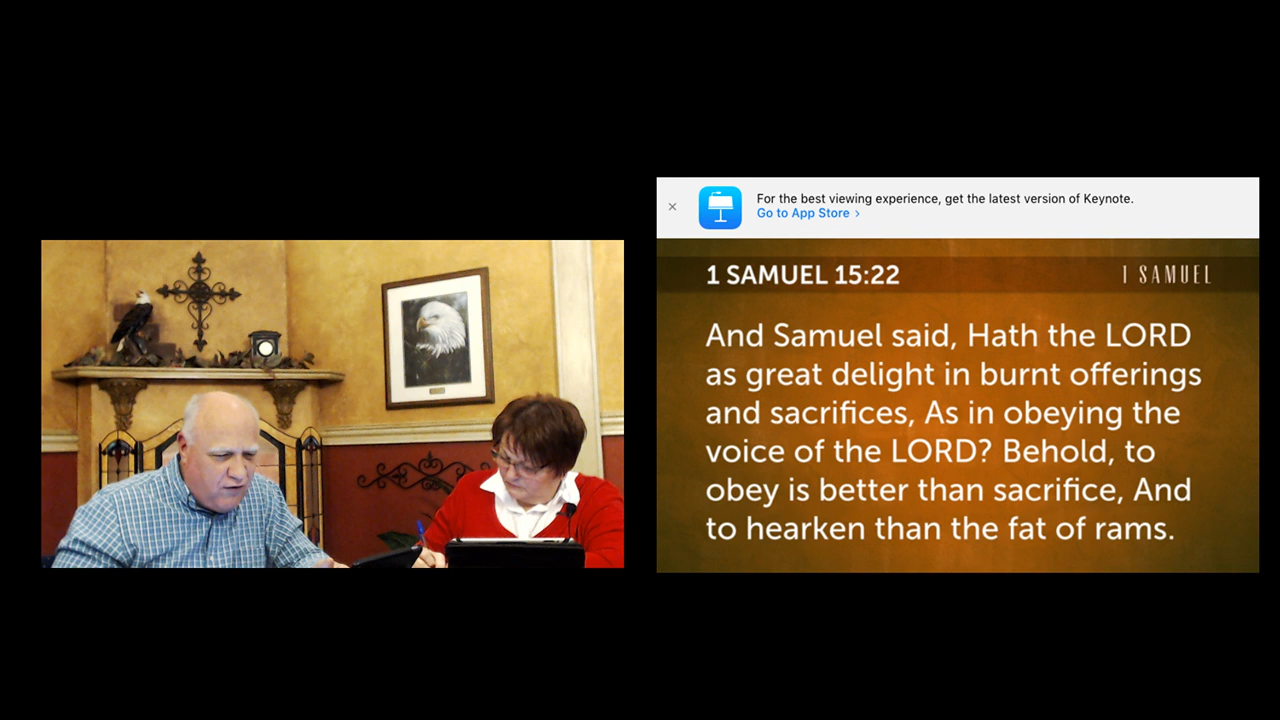 For the best viewing experience, get the latest version of Keynote.
Go to App Store >
1 SAMUEL 15:22
1 SAMUEL
And Samuel said, Hath the LORD
as great delight in burnt offerings
and sacrifices, As in obeying the
voice of the LORD? Behold, to
obey is better than sacrifice, And
to hearken than the fat of rams.